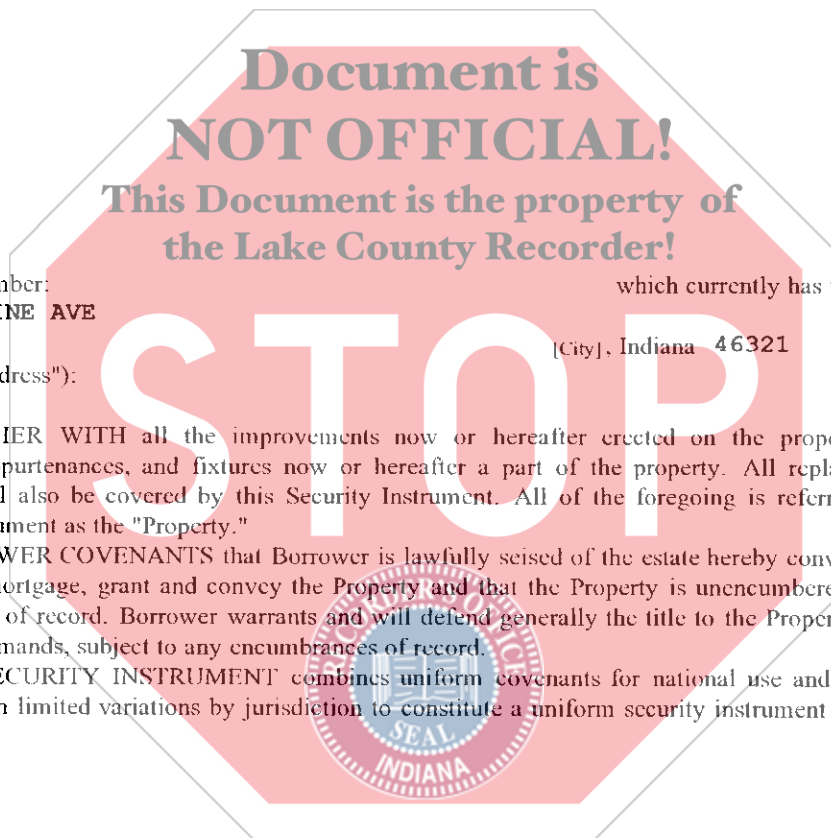 Document is
NOT OFFICIAL!
This Document is the property of
the Lake County Recorder!
mber: which currently has
INE AVE
[City], Indiana 46321
dress"):
STOP
IER WITH all the improvements now or hereafter erected on the prope
purtenances, and fixtures now or hereafter a part of the property. All repla
l also be covered by this Security Instrument. All of the foregoing is referr
ument as the "Property."
WER COVENANTS that Borrower is lawfully seised of the estate hereby conv
ortgage, grant and convey the Property and that the Property is unencumbere
of record. Borrower warrants and will defend generally the title to the Proper
mands, subject to any encumbrances of record.
ECURITY INSTRUMENT combines uniform covenants for national use and
h limited variations by jurisdiction to constitute a uniform security instrument
RECORDER'S OFFICE
SEAL
INDIANA